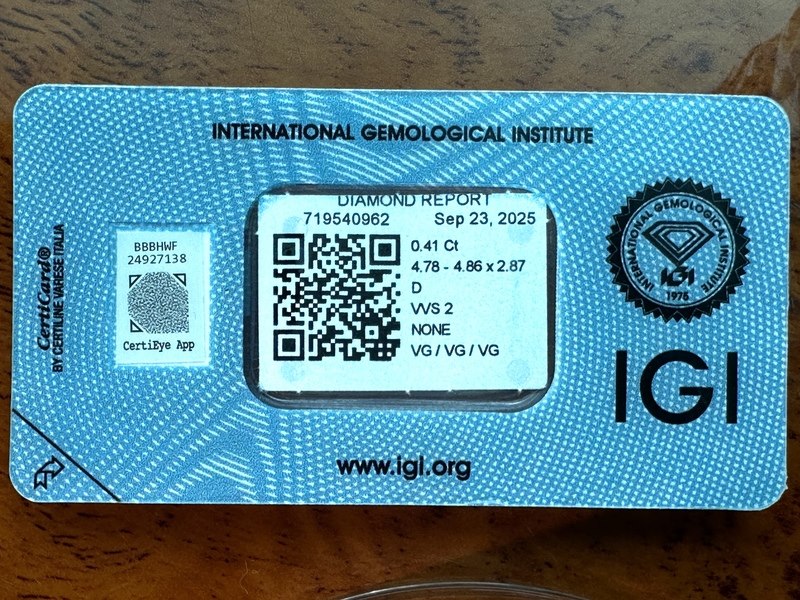 INTERNATIONAL GEMOLOGICAL INSTITUTE
DIAMOND REPORT
719540962 Sep 23, 2025
0.41 Ct
4.78 - 4.86 x 2.87
D
VVS 2
NONE
VG / VG / VG
BBBHWF
24927138
CertiEye App
CertiCard®
BY CERTILINE VARESE ITALIA
INTERNATIONAL GEMOLOGICAL INSTITUTE
IGI
1975
IGI
www.igi.org